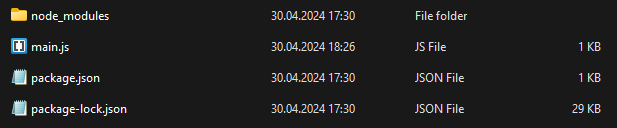 node_modules 30.04.2024 17:30 File folder
main.js 30.04.2024 18:26 JS File 1 KB
package.json 30.04.2024 17:30 JSON File 1 KB
package-lock.json 30.04.2024 17:30 JSON File 29 KB